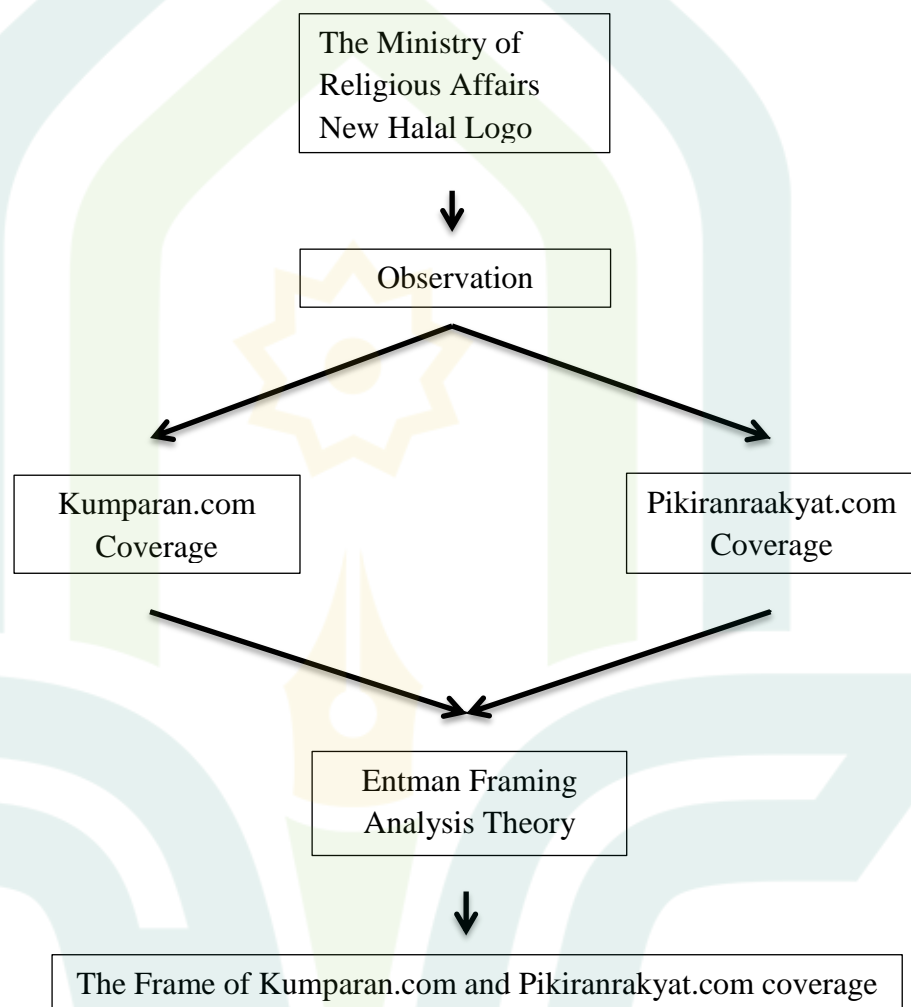 The Ministry of
Religious Affairs
New Halal Logo
Observation
Kumparan.com
Coverage
Pikiranraakyat.com
Coverage
Entman Framing
Analysis Theory
The Frame of Kumparan.com and Pikiranrakyat.com coverage